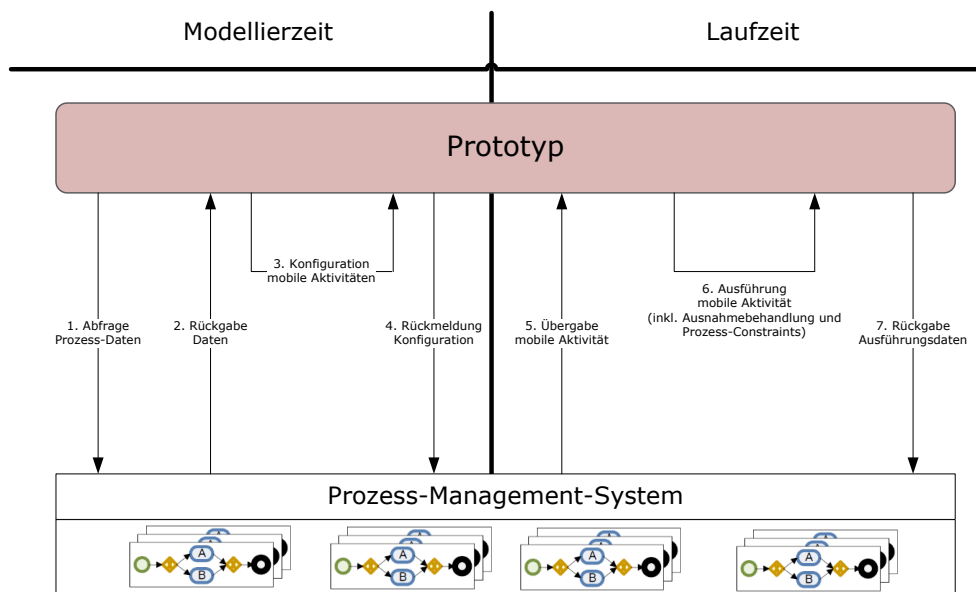 Modellierzeit
Laufzeit
Prototyp
3. Konfiguration
mobile Aktivitäten
6. Ausführung
mobile Aktivität
(inkl. Ausnahmebehandlung und
Prozess-Constraints)
1. Abfrage
Prozess-Daten
2. Rückgabe
Daten
4. Rückmeldung
Konfiguration
5. Übergabe
mobile Aktivität
7. Rückgabe
Ausführungsdaten
Prozess-Management-System
A
B
A
B
A
B
A
B